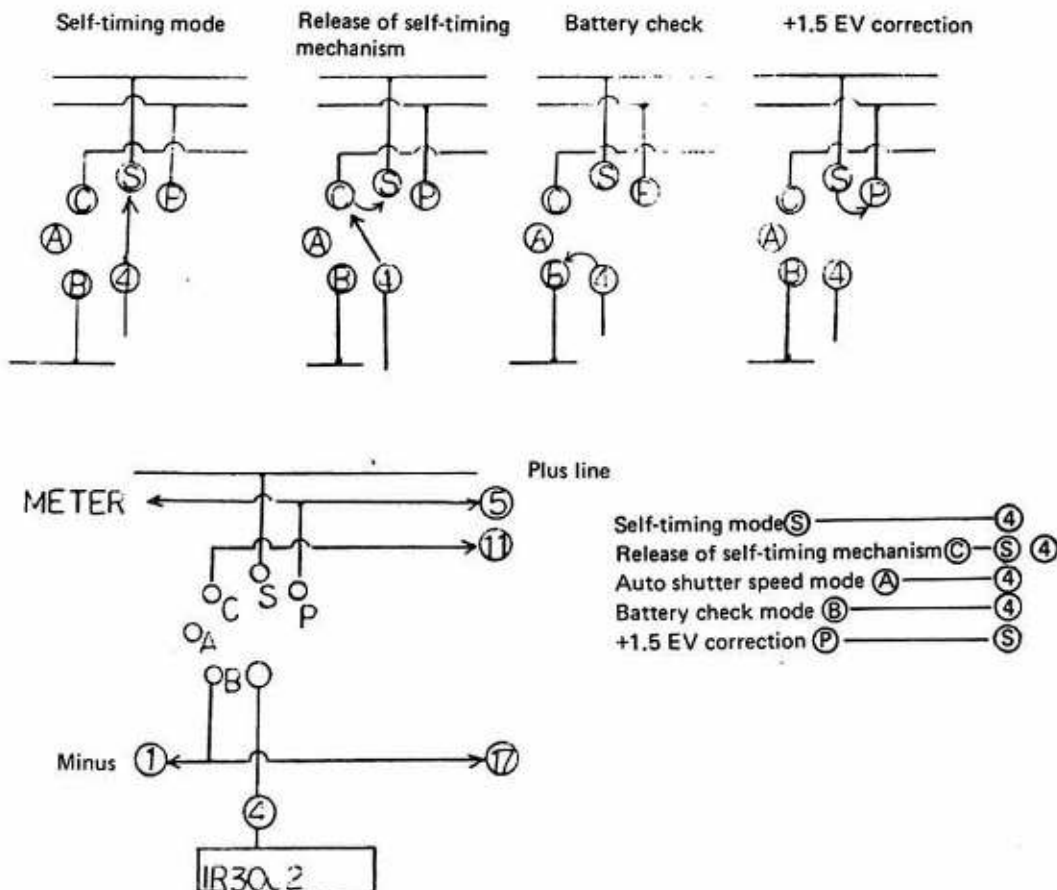 Self-timing mode
Release of self-timing mechanism
Battery check
+1.5 EV correction
C S P
A
B 4
C S P
A
B
C S
A
4
C S P
A
B 4
Plus line
METER
5
11
C S P
A
B
Minus 1 17
4
Self-timing mode S 4
Release of self-timing mechanism C S 4
Auto shutter speed mode A 4
Battery check mode B 4
+1.5 EV correction P S